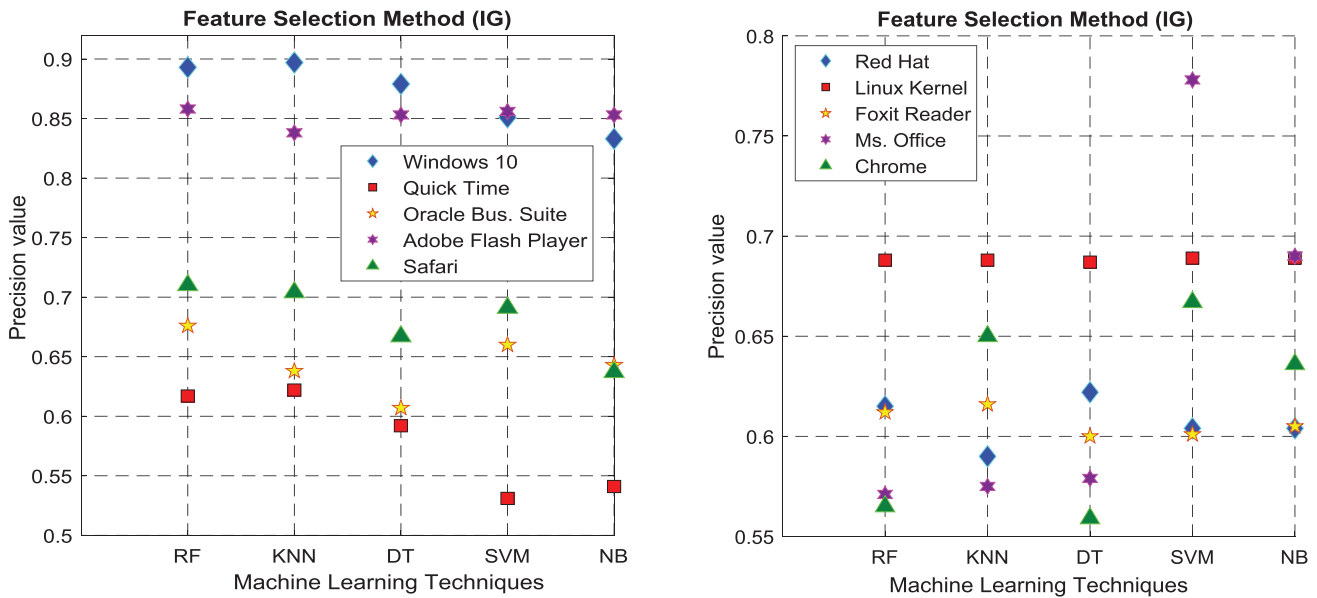 Feature Selection Method (IG)
Precision value
0.9
0.85
0.8
0.75
0.7
0.65
0.6
0.55
0.5
Windows 10
Quick Time
Oracle Bus. Suite
Adobe Flash Player
Safari
RF KNN DT SVM NB
Machine Learning Techniques
Feature Selection Method (IG)
Precision value
0.8
0.75
0.7
0.65
0.6
0.55
Red Hat
Linux Kernel
Foxit Reader
Ms. Office
Chrome
RF KNN DT SVM NB
Machine Learning Techniques